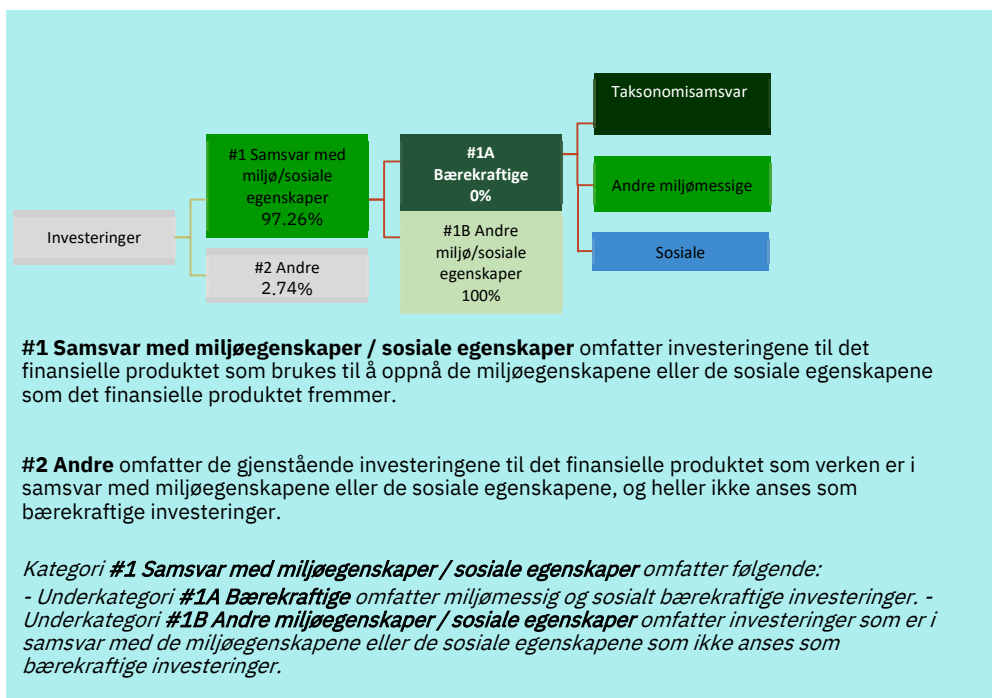 Taksonomisamsvar
#1 Samsvar med
miljø/sosiale
egenskaper
97.26%
#1A
Bærekraftige
0%
Andre miljømessige
Investeringer
#1B Andre
miljø/sosiale
egenskaper
100%
Sosiale
#2 Andre
2.74%
#1 Samsvar med miljøegenskaper / sosiale egenskaper omfatter investeringene til det
finansielle produktet som brukes til å oppnå de miljøegenskapene eller de sosiale egenskapene
som det finansielle produktet fremmer.
#2 Andre omfatter de gjenstående investeringene til det finansielle produktet som verken er i
samsvar med miljøegenskapene eller de sosiale egenskapene, og heller ikke anses som
bærekraftige investeringer.
Kategori #1 Samsvar med miljøegenskaper / sosiale egenskaper omfatter følgende:
- Underkategori #1A Bærekraftige omfatter miljømessig og sosialt bærekraftige investeringer. -
Underkategori #1B Andre miljøegenskaper / sosiale egenskaper omfatter investeringer som er i
samsvar med de miljøegenskapene eller de sosiale egenskapene som ikke anses som
bærekraftige investeringer.